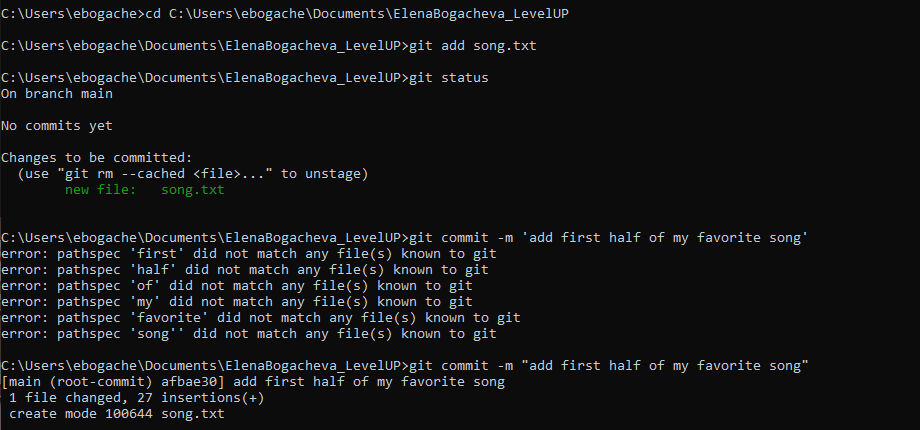 C:\Users\ebogache>cd C:\Users\ebogache\Documents\ElenaBogacheva_LevelUP
C:\Users\ebogache\Documents\ElenaBogacheva_LevelUP>git add song.txt
C:\Users\ebogache\Documents\ElenaBogacheva_LevelUP>git status
On branch main
No commits yet
Changes to be committed:
  (use "git rm --cached <file>..." to unstage)
        new file:   song.txt
C:\Users\ebogache\Documents\ElenaBogacheva_LevelUP>git commit -m 'add first half of my favorite song'
error: pathspec 'first' did not match any file(s) known to git
error: pathspec 'half' did not match any file(s) known to git
error: pathspec 'of' did not match any file(s) known to git
error: pathspec 'my' did not match any file(s) known to git
error: pathspec 'favorite' did not match any file(s) known to git
error: pathspec 'song'' did not match any file(s) known to git
C:\Users\ebogache\Documents\ElenaBogacheva_LevelUP>git commit -m "add first half of my favorite song"
[main (root-commit) afbae30] add first half of my favorite song
 1 file changed, 27 insertions(+)
 create mode 100644 song.txt